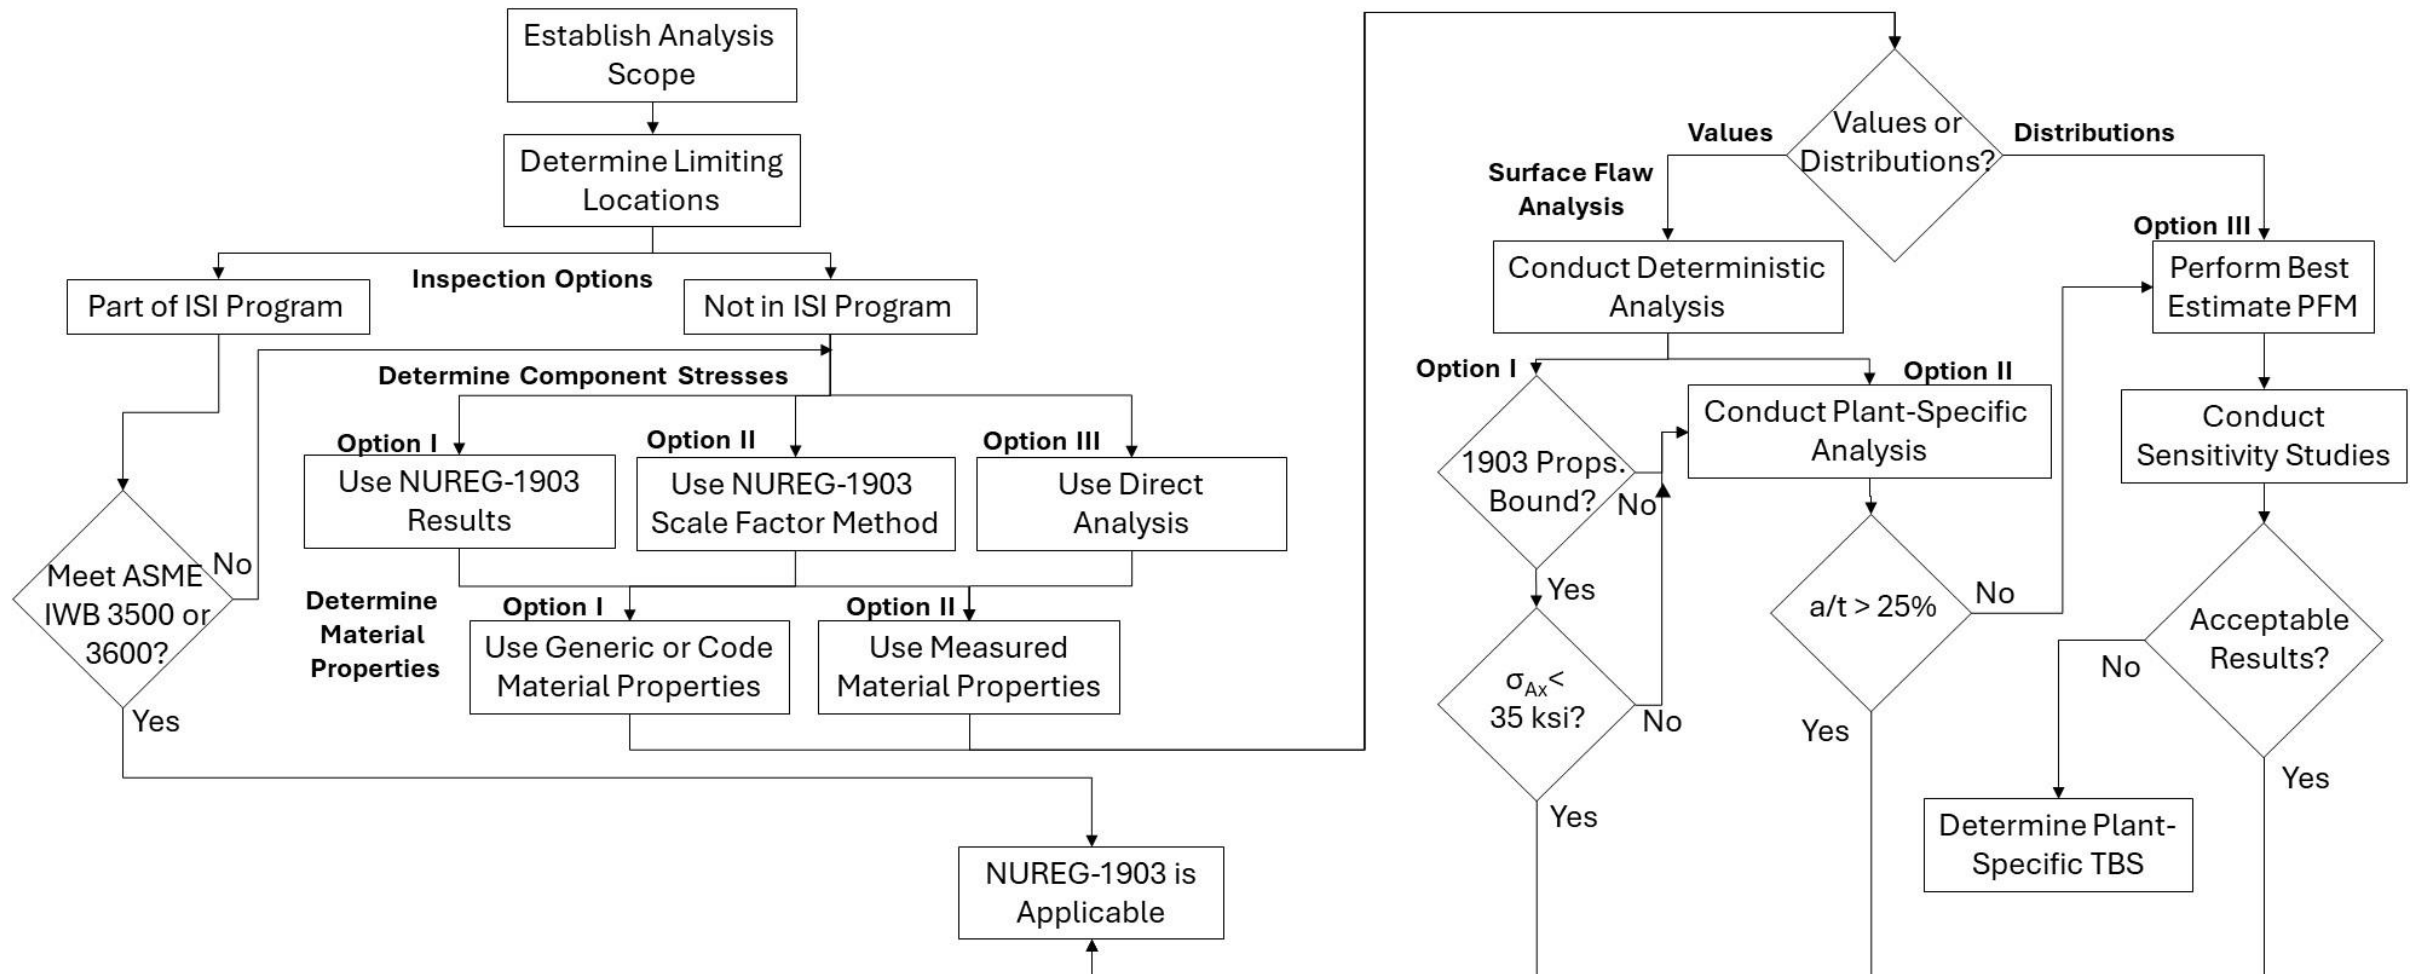 Establish Analysis
Scope
Determine Limiting
Locations
Inspection Options
Part of ISI Program
Not in ISI Program
Determine Component Stresses
Option I
Use NUREG-1903
Results
Option II
Use NUREG-1903
Scale Factor Method
Option III
Use Direct
Analysis
Meet ASME
IWB 3500 or
3600?
No
Yes
Determine
Material
Properties
Option I
Use Generic or Code
Material Properties
Option II
Use Measured
Material Properties
NUREG-1903 is
Applicable
Values or
Distributions?
Values
Distributions
Surface Flaw
Analysis
Conduct Deterministic
Analysis
Option I
1903 Props.
Bound?
No
Yes
σAx<
35 ksi?
No
Yes
Option II
Conduct Plant-Specific
Analysis
a/t > 25%
No
Yes
Option III
Perform Best
Estimate PFM
Conduct
Sensitivity Studies
Acceptable
Results?
No
Yes
Determine Plant-
Specific TBS